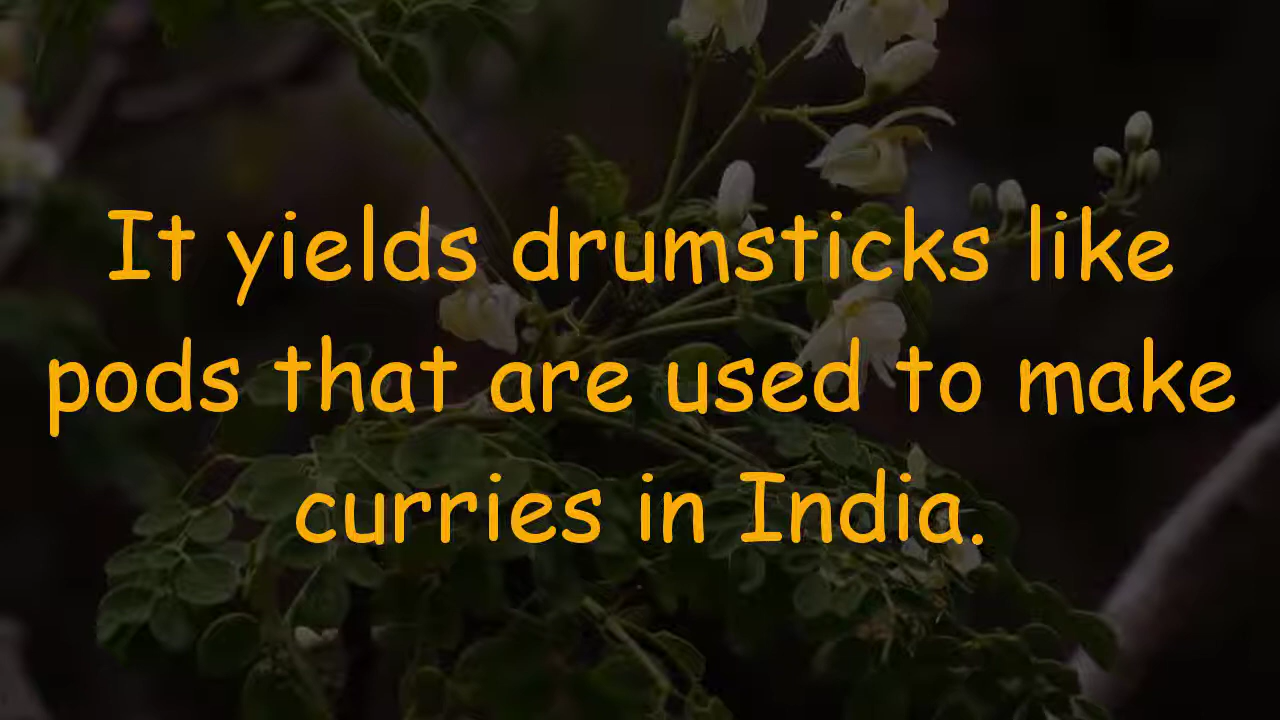 It yields drumsticks like
pods that are used to make
curries in India.